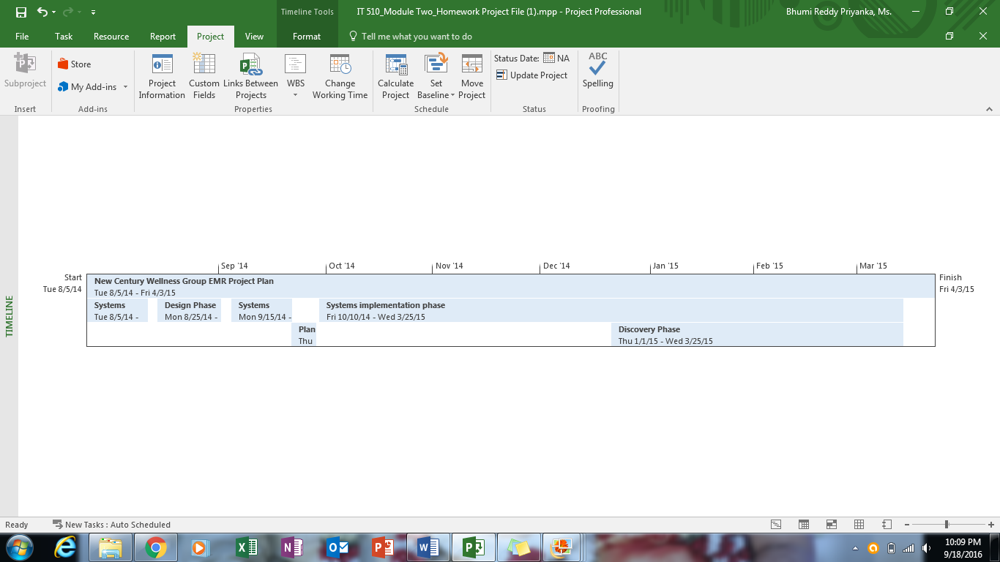 Timeline Tools
IT 510_Module Two_Homework Project File (1).mpp - Project Professional
Bhumi Reddy Priyanka, Ms.
File Task Resource Report Project View Format Tell me what you want to do
Subproject
Store
My Add-ins
Project Information
Custom Fields
Links Between Projects
WBS
Change Working Time
Calculate Project
Set Baseline
Move Project
Status Date: NA
Update Project
ABC
Spelling
Insert Add-ins Properties Schedule Status Proofing
TIMELINE
Sep '14 Oct '14 Nov '14 Dec '14 Jan '15 Feb '15 Mar '15
Start
Tue 8/5/14
New Century Wellness Group EMR Project Plan
Tue 8/5/14 - Fri 4/3/15
Finish
Fri 4/3/15
Systems
Tue 8/5/14 -
Design Phase
Mon 8/25/14 -
Systems
Mon 9/15/14 -
Systems implementation phase
Fri 10/10/14 - Wed 3/25/15
Plan
Thu
Discovery Phase
Thu 1/1/15 - Wed 3/25/15
Ready New Tasks : Auto Scheduled
10:09 PM
9/18/2016